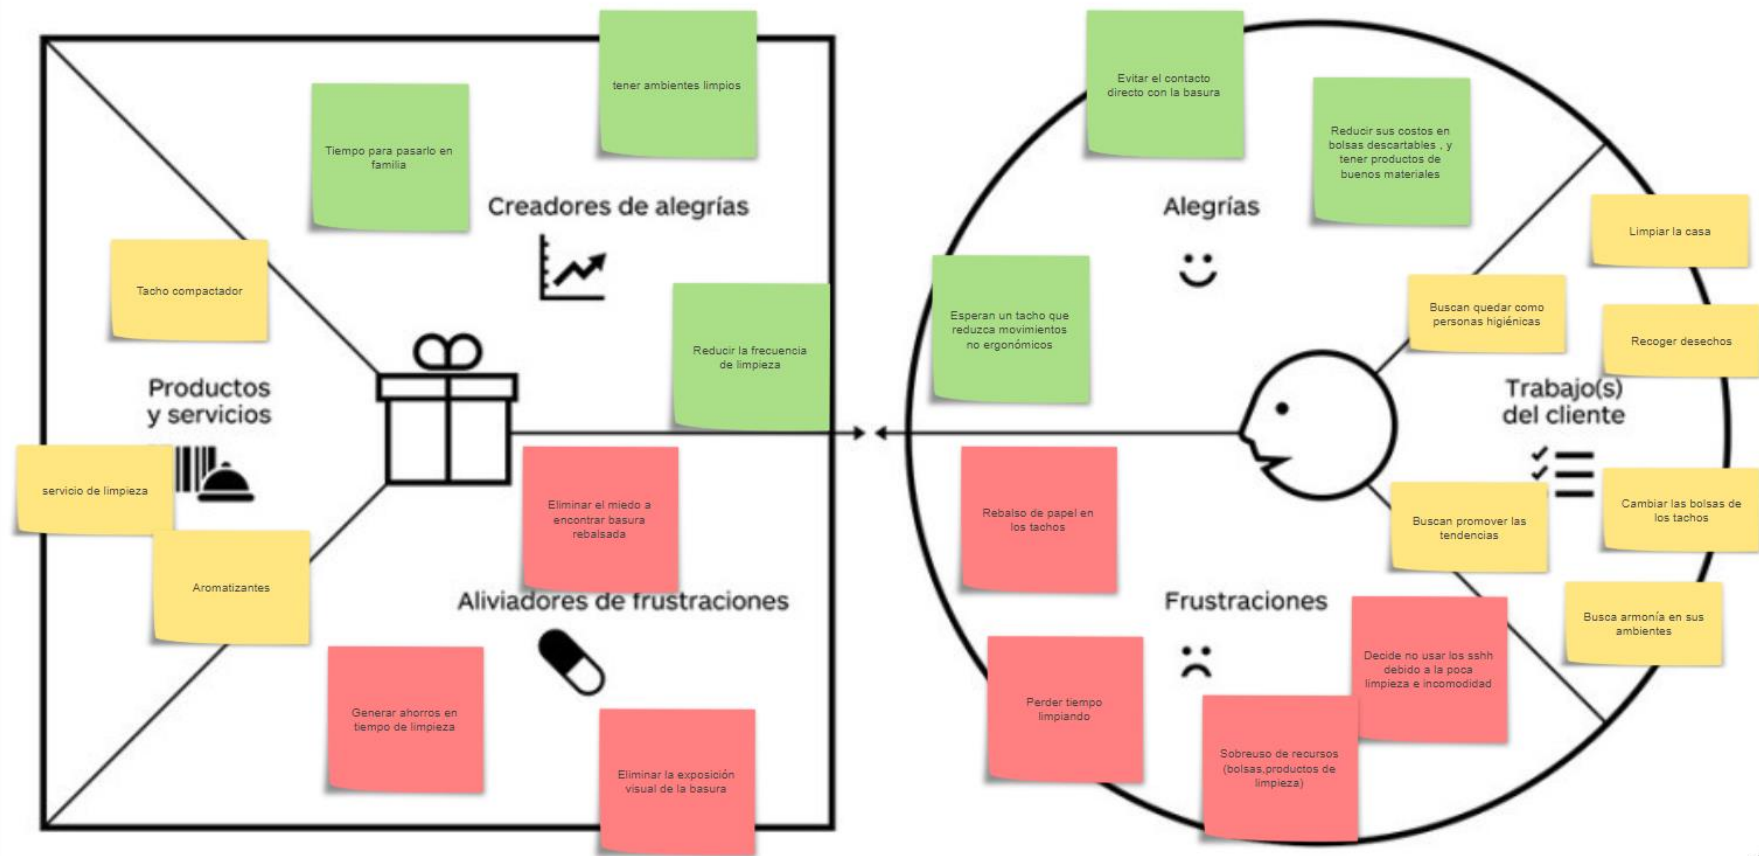 tener ambientes limpios
Tiempo para pasarlo en
familia
Creadores de alegrías
Tacho compactador
Reducir la frecuencia
de limpieza
Productos
y servicios
servicio de limpieza
Aromatizantes
Eliminar el miedo a
encontrar basura
rebalsada
Aliviadores de frustraciones
Generar ahorros en
tiempo de limpieza
Eliminar la exposición
visual de la basura
Evitar el contacto
directo con la basura
Reducir sus costos en
bolsas descartables , y
tener productos de
buenos materiales
Alegrías
Esperan un tacho que
reduzca movimientos
no ergonómicos
Limpiar la casa
Buscan quedar como
personas higiénicas
Recoger desechos
Trabajo(s)
del cliente
Cambiar las bolsas de
los tachos
Buscan promover las
tendencias
Busca armonía en sus
ambientes
Rebalso de papel en
los tachos
Frustraciones
Decide no usar los sshh
debido a la poca
limpieza e incomodidad
Perder tiempo
limpiando
Sobreuso de recursos
(bolsas,productos de
limpieza)